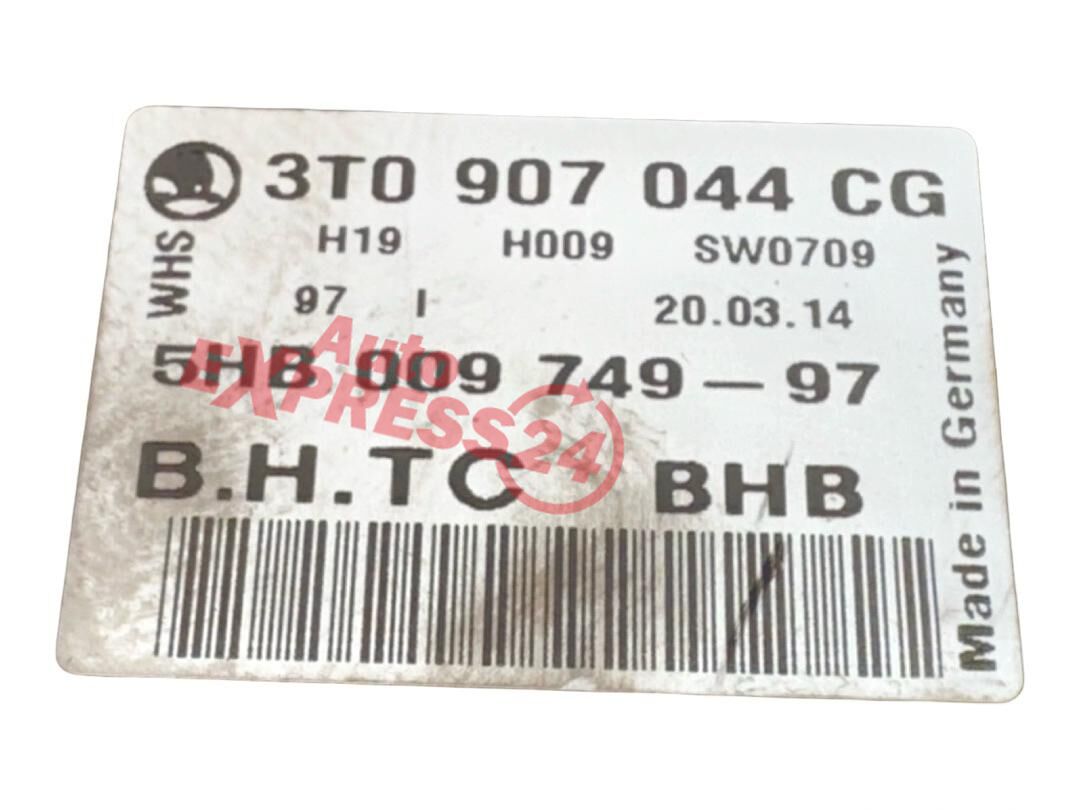 3T0 907 044 CG
H19 H009 SW0709
WHS
97 I 20.03.14
5HB 009 749-97
B.H.TC BHB
Made in Germany
Auto
EXPRESS24